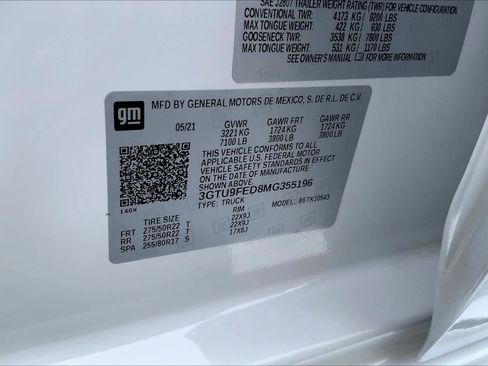 SAE J2807 TRAILER WEIGHT RATING (TWR) FOR VEHICLE CONFIGURATION.
CONVENTIONAL TWR: 4173 KG / 9200 LBS
MAX TONGUE WT: 422 KG / 930 LBS
GOOSENECK TWR: 3538 KG / 7800 LBS
MAX TONGUE WT: 531 KG / 1170 LBS
SEE OWNER'S MANUAL FOR MORE INFORMATION
gm
MFD BY GENERAL MOTORS DE MEXICO, S. DE R.L. DE C.V.
05/21 GVWR GAWR FRT GAWR RR
3221 KG 1724 KG 1724 KG
7100 LB 3800 LB 3800 LB
THIS VEHICLE CONFORMS TO ALL
APPLICABLE U.S. FEDERAL MOTOR
VEHICLE SAFETY STANDARDS IN
EFFECT ON THE DATE OF
MANUFACTURE SHOWN ABOVE.
3GTU9FED8MG355196
140X TYPE: TRUCK MODEL: 86TK10543
TIRE SIZE RIM
FRT 275/50R22 T 22X9J
RR 275/50R22 T 22X9J
SPA 255/80R17 S 17X8J